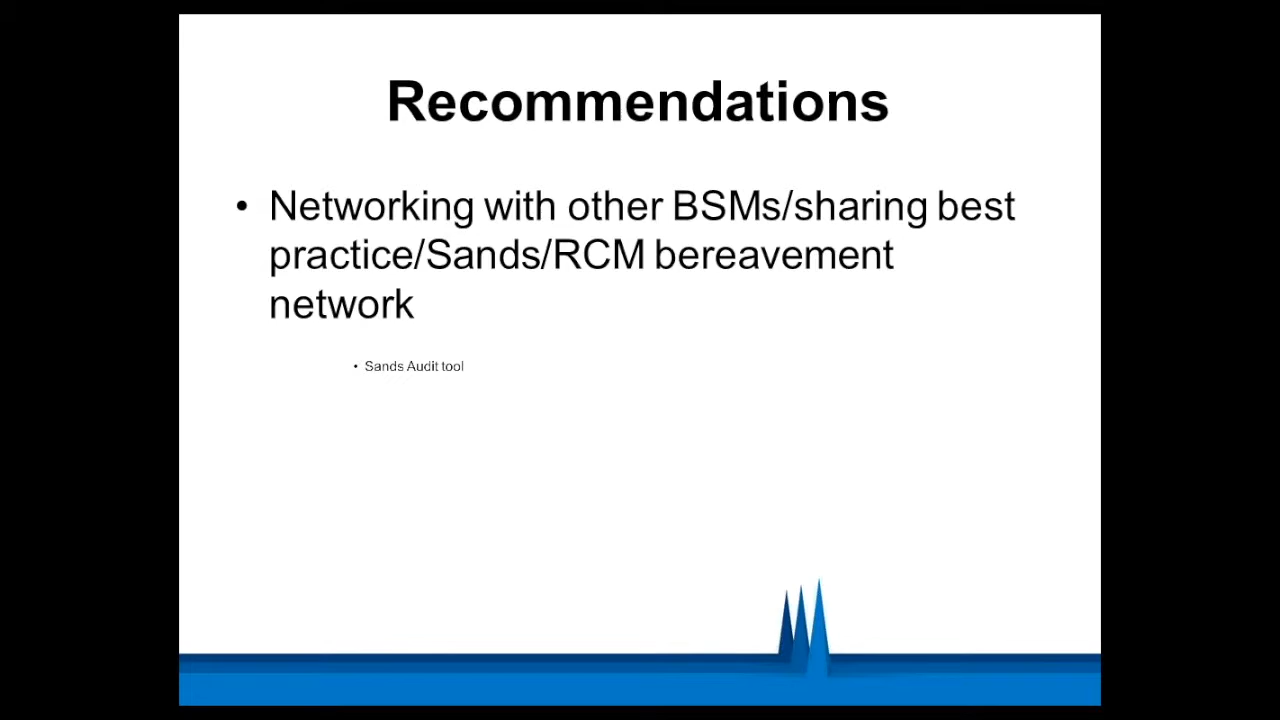 Recommendations
• Networking with other BSMs/sharing best
practice/Sands/RCM bereavement
network
• Sands Audit tool